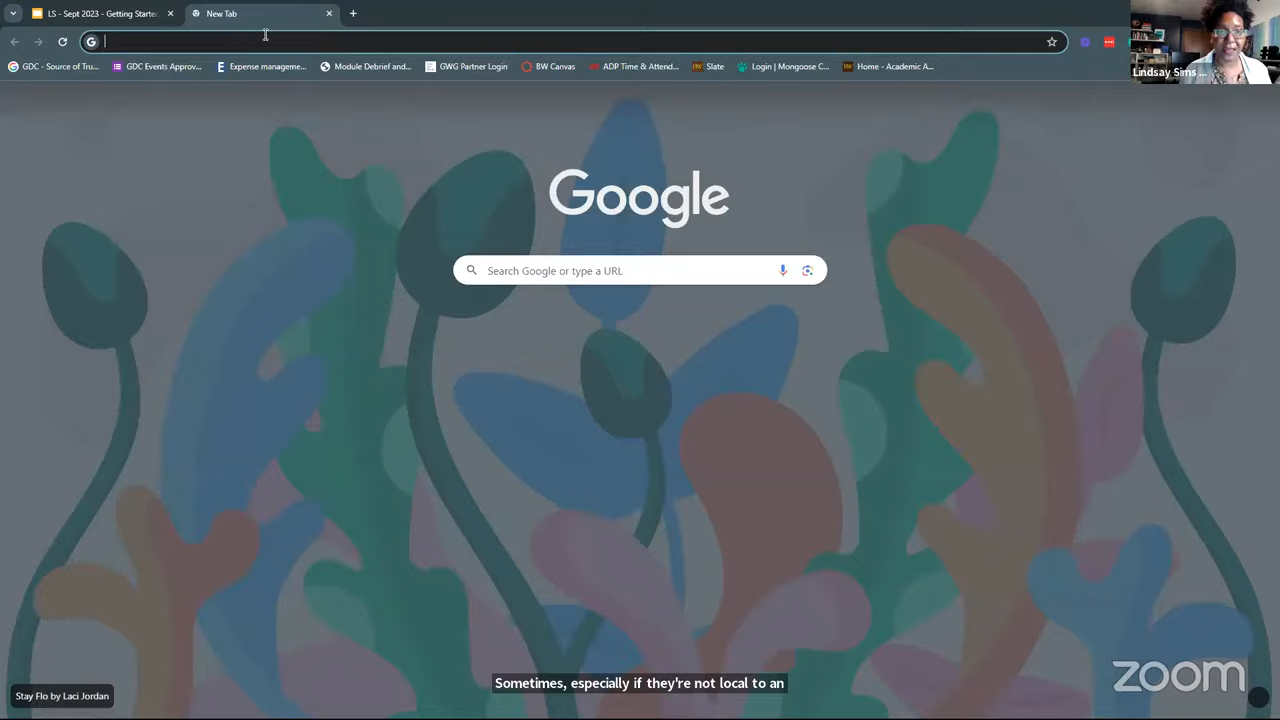 LS - Sept 2023 - Getting Starte
New Tab
GDC - Source of Tru...
GDC Events Approv...
Expense manageme...
Module Debrief and...
GWG Partner Login
BW Canvas
ADP Time & Attend...
Slate
Login | Mongoose C...
Home - Academic A...
Lindsay Sims ...
Google
Search Google or type a URL
Sometimes, especially if they're not local to an
Stay Flo by Laci Jordan
zoom